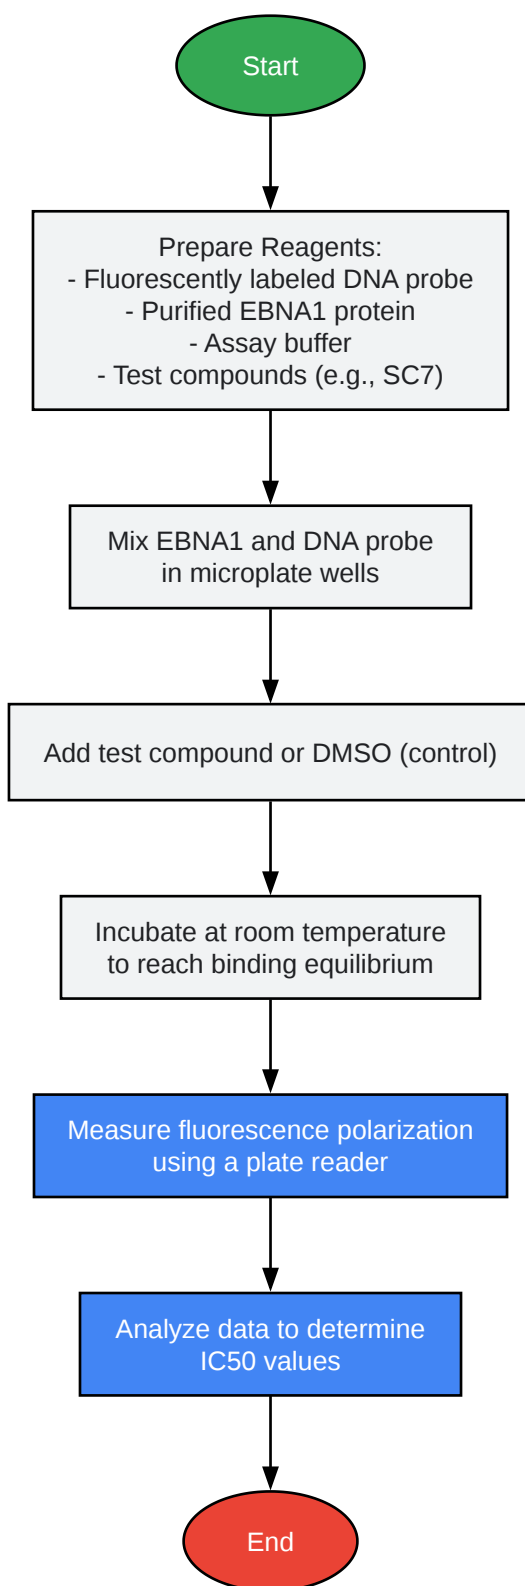 Start
Prepare Reagents:
- Fluorescently labeled DNA probe
- Purified EBNA1 protein
- Assay buffer
- Test compounds (e.g., SC7)
Mix EBNA1 and DNA probe
in microplate wells
Add test compound or DMSO (control)
Incubate at room temperature
to reach binding equilibrium
Measure fluorescence polarization
using a plate reader
Analyze data to determine
IC50 values
End